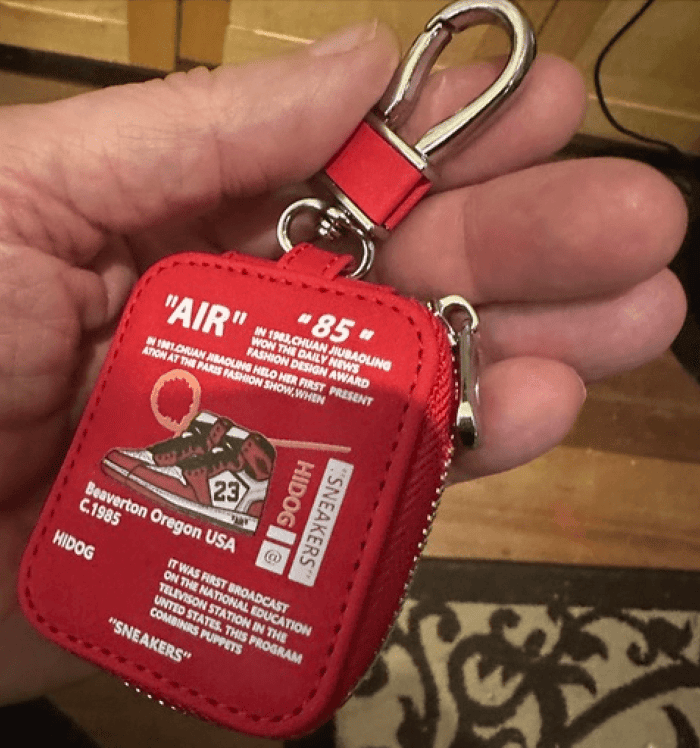 "AIR"
"85"
IN 1983,CHUAN JIUBAOLING
WON THE DAILY NEWS
FASHION DESIGN AWARD
IN 1981.CHUAN JIBAOLING HELO HER FIRST PRESENT
ATION AT THE PARIS FASHION SHOW,WHEN
23
Beaverton Oregon USA
C.1985
HIDOG
"SNEAKERS"
@
HIDOG
IT WAS FIRST BROADCAST
ON THE NATIONAL EDUCATION
TELEVISON STATION IN THE
UNITED STATES. THIS PROGRAM
COMBINRS PUPPETS
"SNEAKERS"